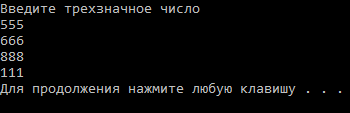 Введите трехзначное число
555
666
888
111
Для продолжения нажмите любую клавишу . . .